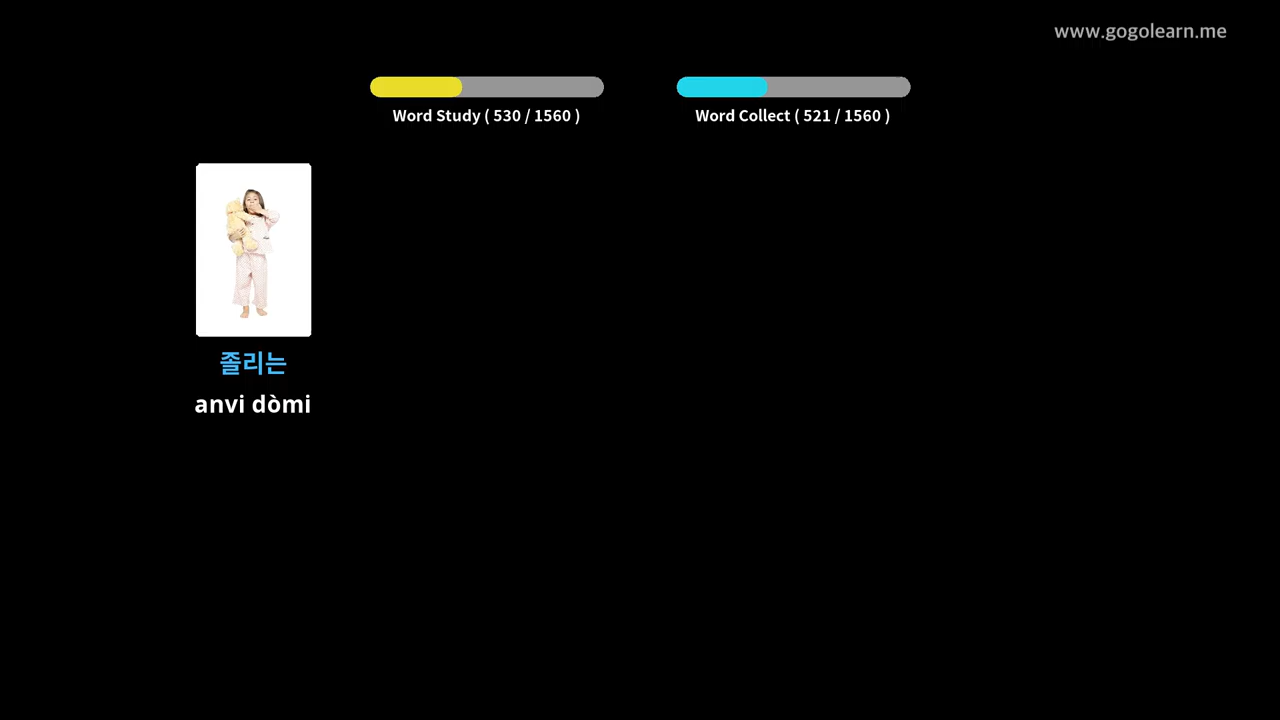 www.gogolearn.me
Word Study ( 530 / 1560 )
Word Collect ( 521 / 1560 )
졸리는
anvi dòmi